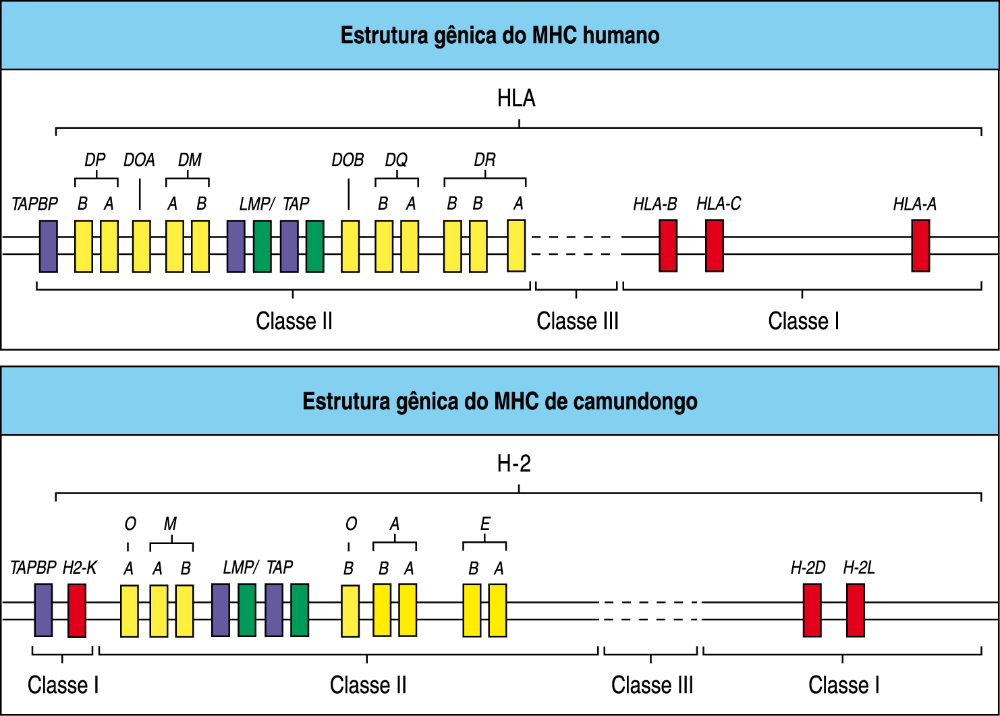 Estrutura gênica do MHC humano
HLA
DP DOA DM DOB DQ DR
TAPBP B A A B LMP/ TAP B A B B A HLA-B HLA-C HLA-A
Classe II Classe III Classe I
Estrutura gênica do MHC de camundongo
H-2
O M O A E
TAPBP H2-K A A B LMP/ TAP B B A B A H-2D H-2L
Classe I Classe II Classe III Classe I